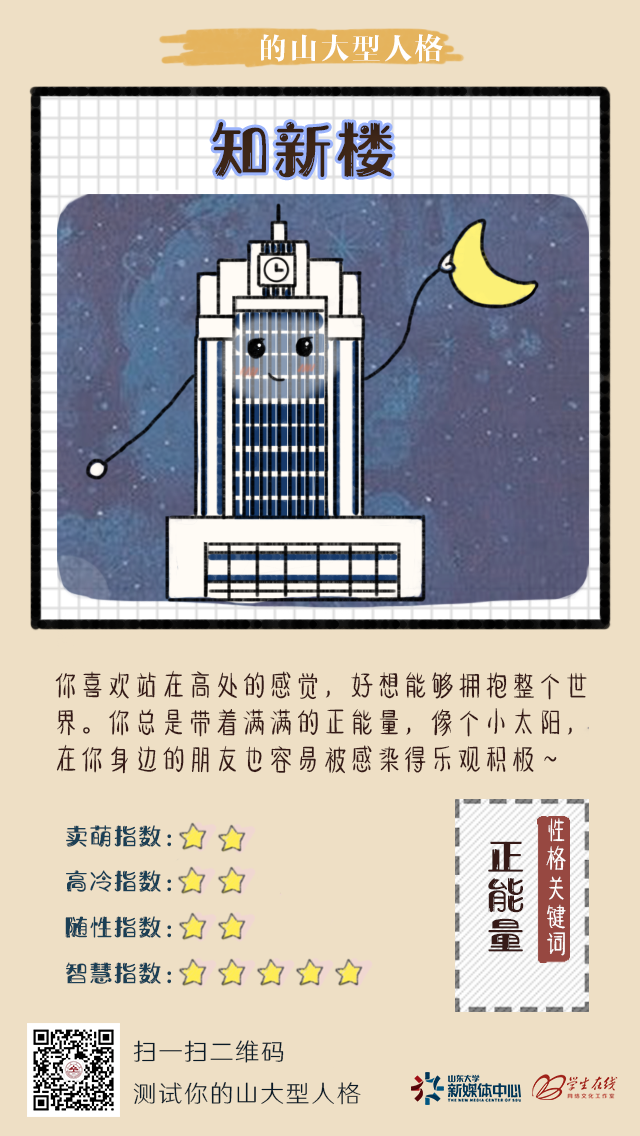 的山大型人格
知新楼
你喜欢站在高处的感觉，好想能够拥抱整个世
界。你总是带着满满的正能量，像个小太阳，
在你身边的朋友也容易被感染得乐观积极~
卖萌指数:
高冷指数:
随性指数:
智慧指数:
性格关键词
正能量
扫一扫二维码
测试你的山大型人格
山东大学
新媒体中心
THE NEW MEDIA CENTER OF SDU
学生在线
网络文化工作室